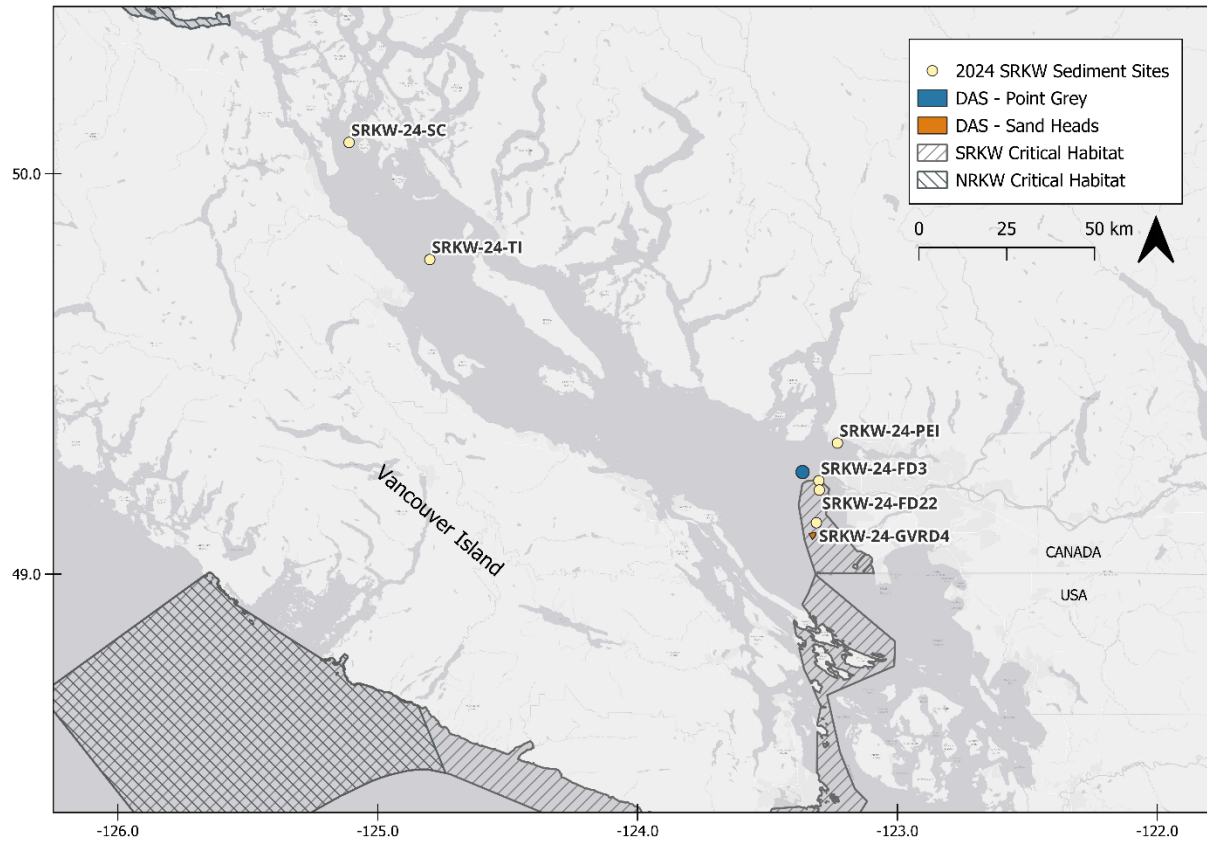 2024 SRKW Sediment Sites
DAS - Point Grey
DAS - Sand Heads
SRKW Critical Habitat
NRKW Critical Habitat
0 25 50 km
SRKW-24-SC
50.0
SRKW-24-TI
SRKW-24-PEI
SRKW-24-FD3
SRKW-24-FD22
SRKW-24-GVRD4
Vancouver Island
CANADA
49.0
USA
-126.0 -125.0 -124.0 -123.0 -122.0